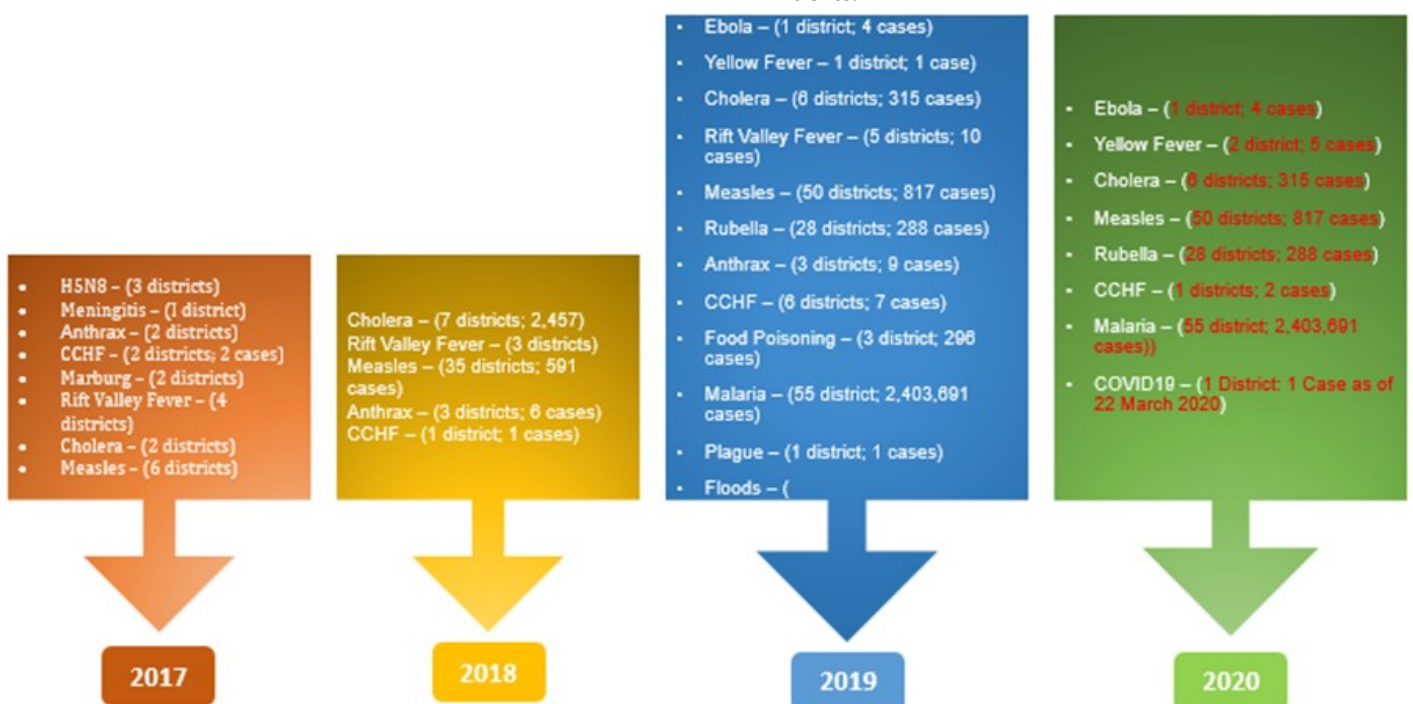 • H5N8 – (3 districts)
• Meningitis – (I district)
• Anthrax – (2 districts)
• CCHF – (2 districts; 2 cases)
• Marburg – (2 districts)
• Rift Valley Fever – (4
districts)
• Cholera – (2 districts)
• Measles – (6 districts)
2017
Cholera – (7 districts; 2,457)
Rift Valley Fever – (3 districts)
Measles – (35 districts; 591
cases)
Anthrax – (3 districts; 6 cases)
CCHF – (1 district; 1 cases)
2018
• Ebola – (1 district; 4 cases)
• Yellow Fever – 1 district; 1 case)
• Cholera – (6 districts; 315 cases)
• Rift Valley Fever – (5 districts; 10
cases)
• Measles – (50 districts; 817 cases)
• Rubella – (28 districts; 288 cases)
• Anthrax – (3 districts; 9 cases)
• CCHF – (6 districts; 7 cases)
• Food Poisoning – (3 district; 296
cases)
• Malaria – (55 district; 2,403,691
cases)
• Plague – (1 district; 1 cases)
• Floods – (
2019
• Ebola – (1 district; 4 cases)
• Yellow Fever – (2 district; 5 cases)
• Cholera – (6 districts; 315 cases)
• Measles – (50 districts; 817 cases)
• Rubella – (28 districts; 288 cases)
• CCHF – (1 districts; 2 cases)
• Malaria – (55 district; 2,403,691
cases))
• COVID19 – (1 District: 1 Case as of
22 March 2020)
2020